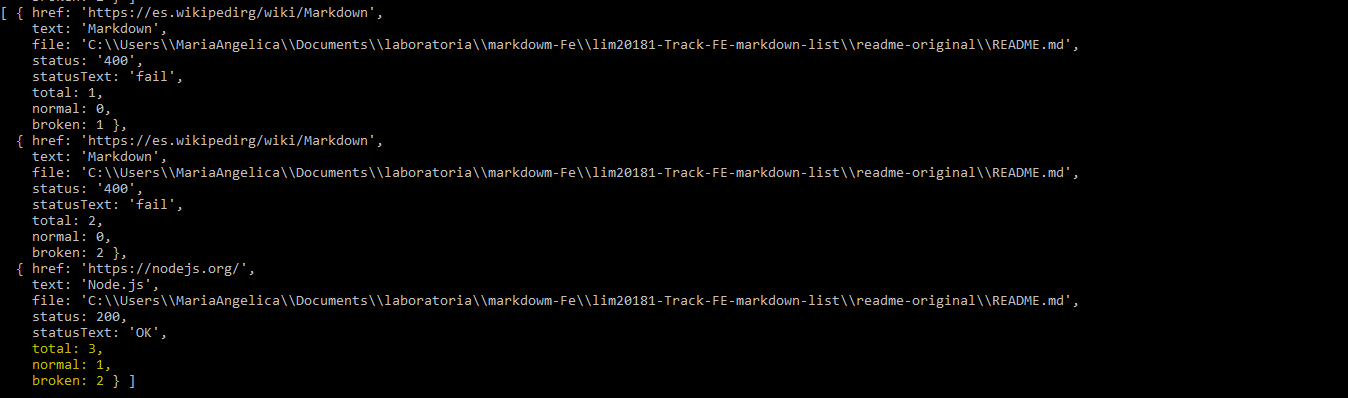 [ { href: 'https://es.wikipedirg/wiki/Markdown',
text: 'Markdown',
file: 'C:\\Users\\MariaAngelica\\Documents\\laboratoria\\markdowm-Fe\\lim20181-Track-FE-markdown-list\\readme-original\\README.md',
status: '400',
statusText: 'fail',
total: 1,
normal: 0,
broken: 1 },
{ href: 'https://es.wikipedirg/wiki/Markdown',
text: 'Markdown',
file: 'C:\\Users\\MariaAngelica\\Documents\\laboratoria\\markdowm-Fe\\lim20181-Track-FE-markdown-list\\readme-original\\README.md',
status: '400',
statusText: 'fail',
total: 2,
normal: 0,
broken: 2 },
{ href: 'https://nodejs.org/',
text: 'Node.js',
file: 'C:\\Users\\MariaAngelica\\Documents\\laboratoria\\markdowm-Fe\\lim20181-Track-FE-markdown-list\\readme-original\\README.md',
status: 200,
statusText: 'OK',
total: 3,
normal: 1,
broken: 2 } ]